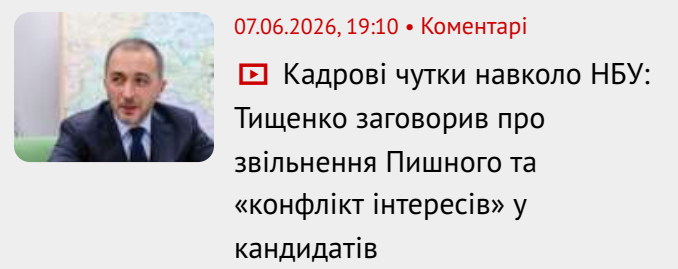 07.06.2026, 19:10 • Коментарі
Кадрові чутки навколо НБУ:
Тищенко заговорив про
звільнення Пишного та
«конфлікт інтересів» у
кандидатів